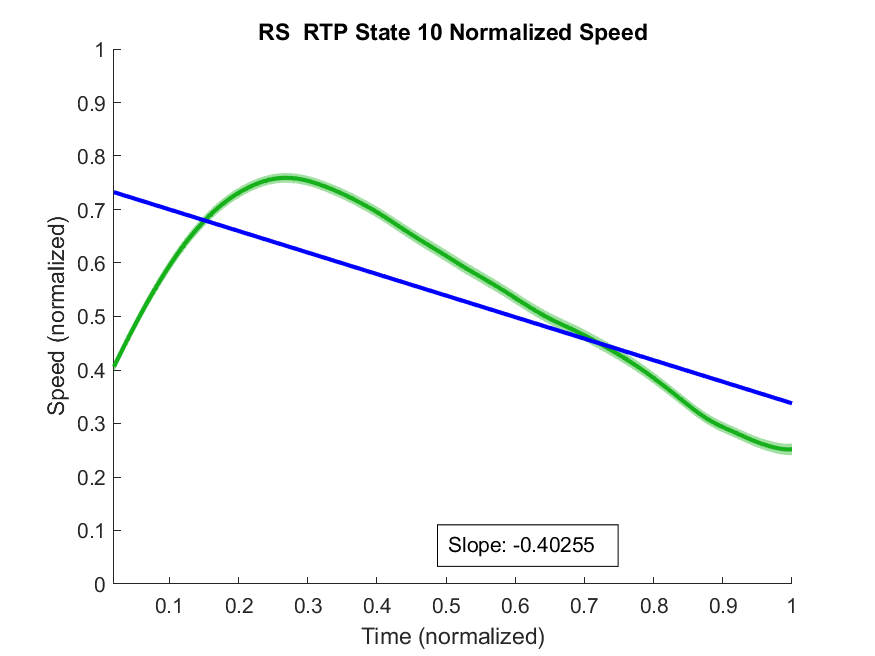 RS  RTP State 10 Normalized Speed
1
0.9
0.8
0.7
0.6
0.5
0.4
0.3
0.2
0.1
0
Speed (normalized)
Slope: -0.40255
0.1 0.2 0.3 0.4 0.5 0.6 0.7 0.8 0.9 1
Time (normalized)